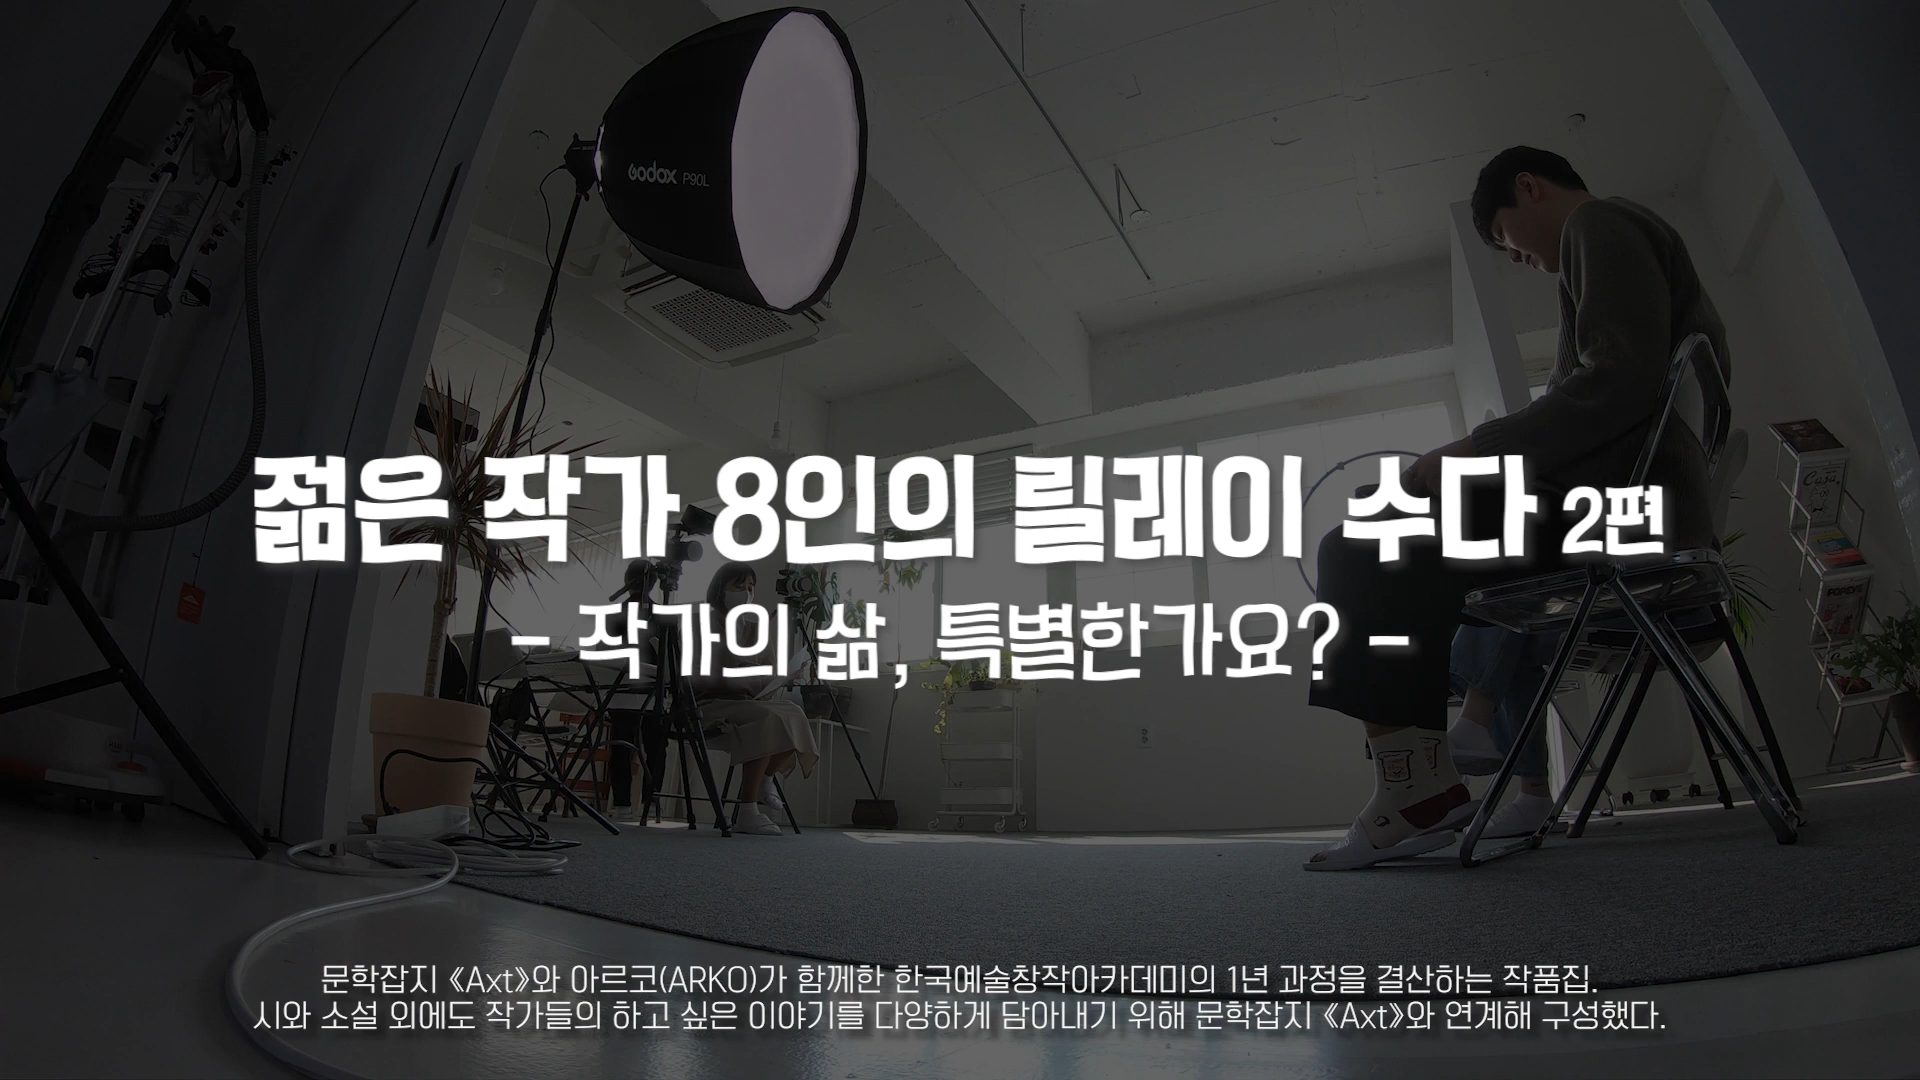 GODOX P90L
젊은 작가 8인의 릴레이 수다 2편
- 작가의 삶, 특별한가요? -
문학잡지 《Axt》와 아르코(ARKO)가 함께한 한국예술창작아카데미의 1년 과정을 결산하는 작품집.
시와 소설 외에도 작가들의 하고 싶은 이야기를 다양하게 담아내기 위해 문학잡지 《Axt》와 연계해 구성했다.